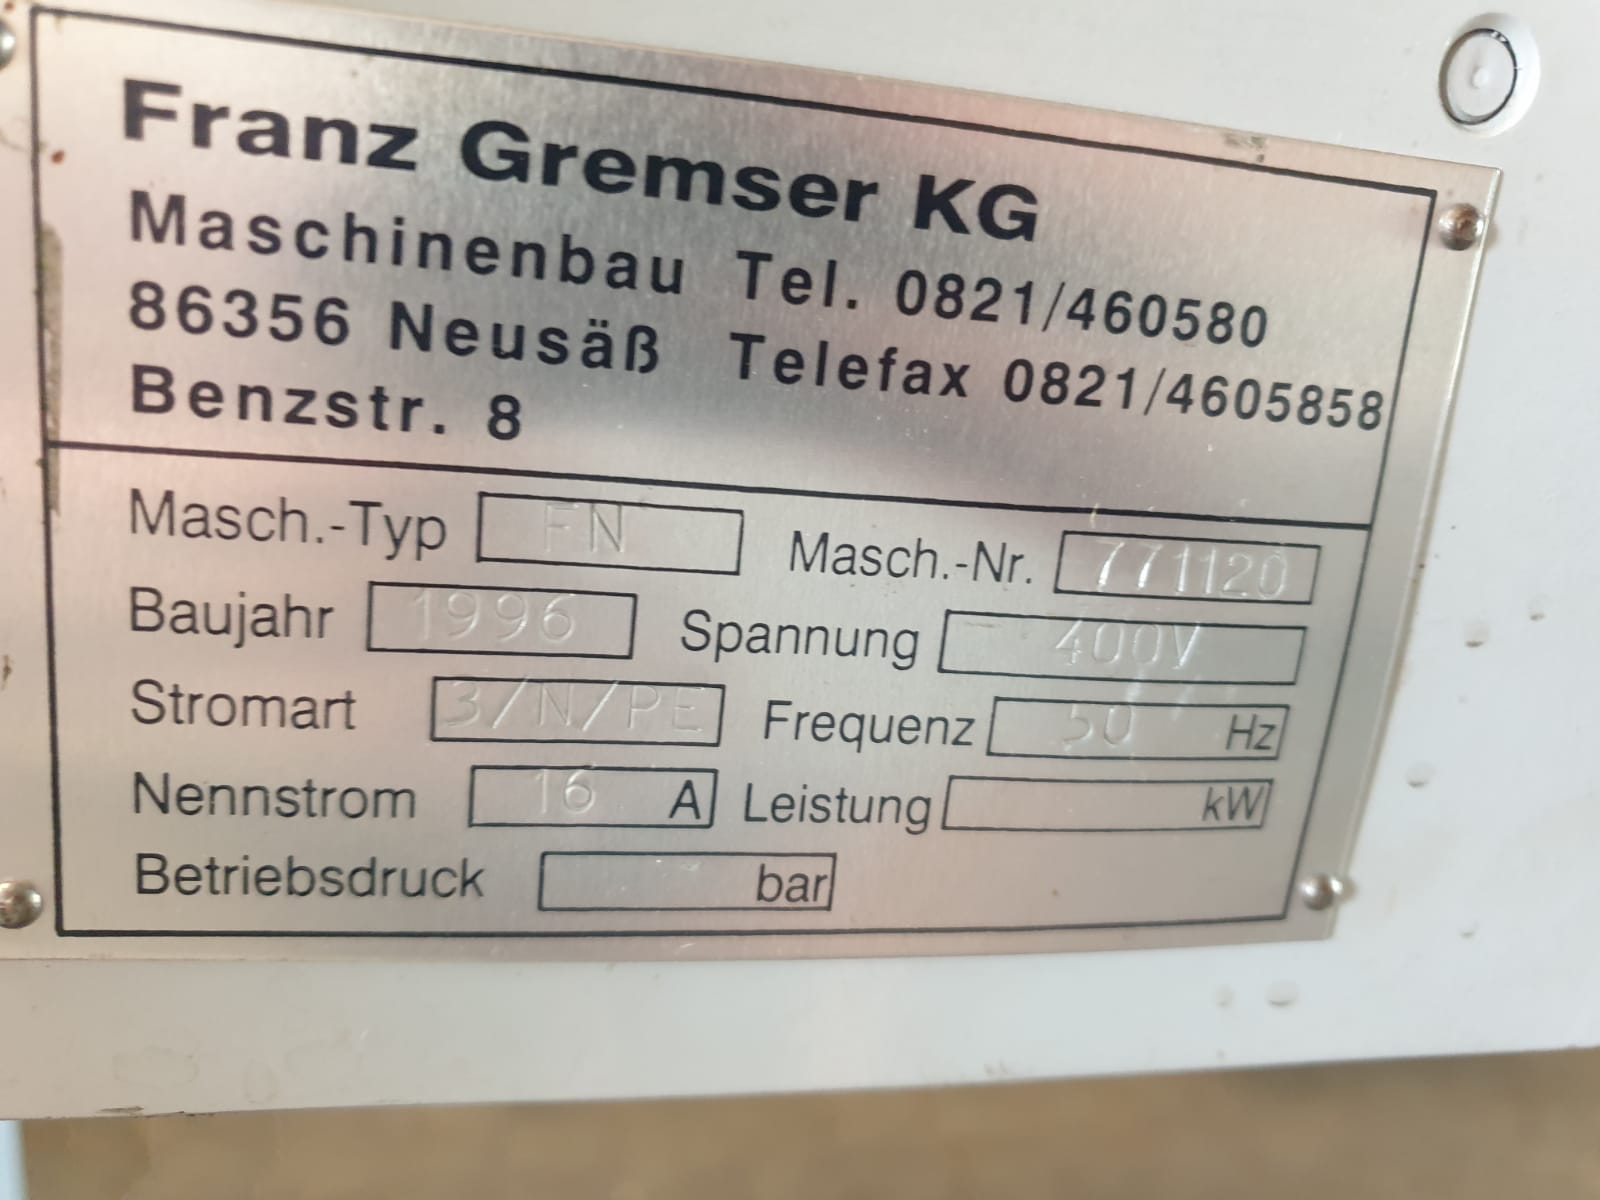 Franz Gremser KG
Maschinenbau Tel. 0821/460580
86356 Neusäß Telefax 0821/4605858
Benzstr. 8
Masch.-Typ FN Masch.-Nr. 771120
Baujahr 1996 Spannung 400V
Stromart 3/N/PE Frequenz 50 Hz
Nennstrom 16 A Leistung kW
Betriebsdruck bar